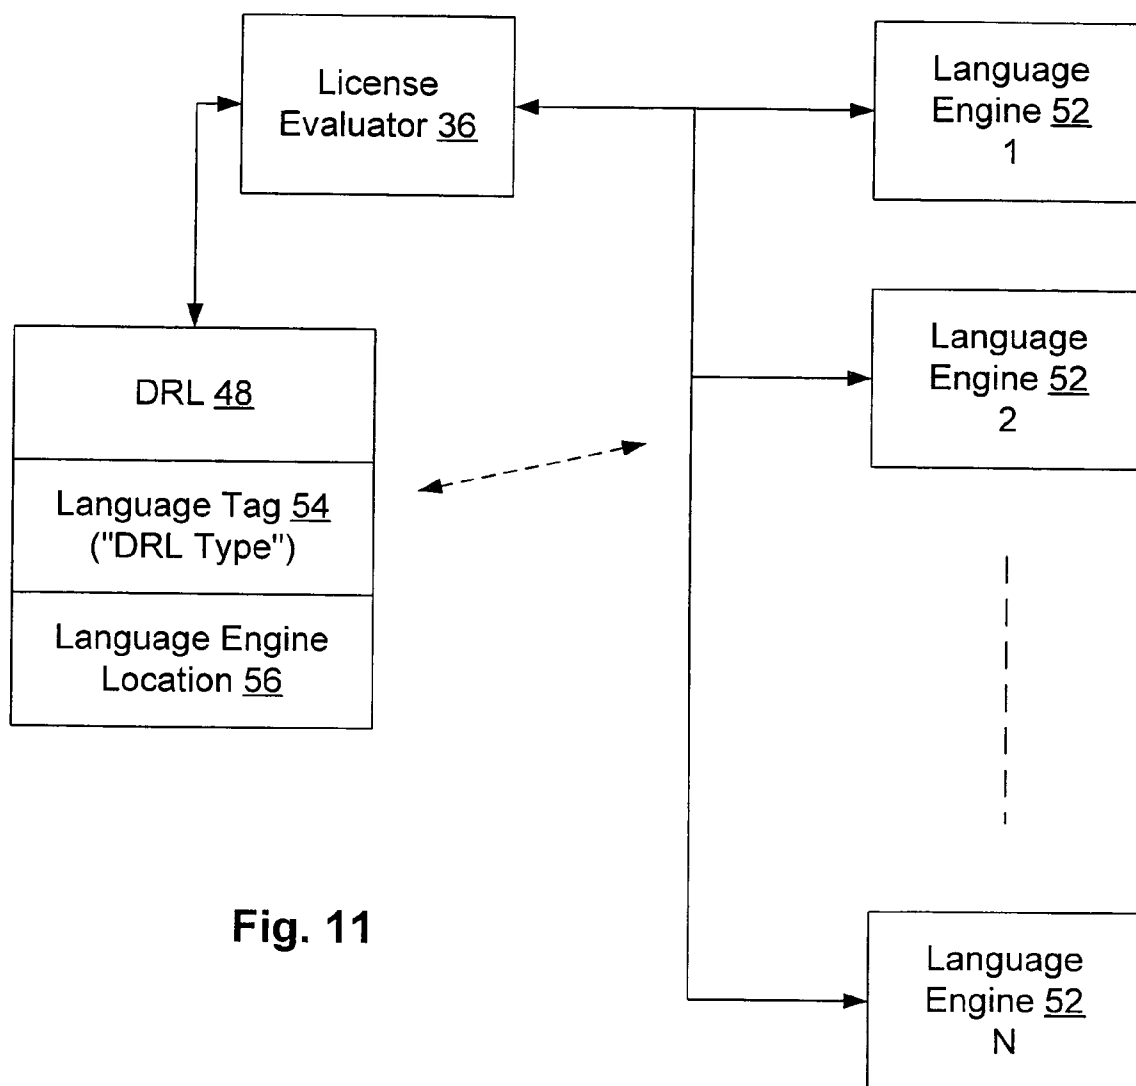 License
Evaluator 36
Language
Engine 52
1
Language
Engine 52
2
DRL 48
Language Tag 54
("DRL Type")
Language Engine
Location 56
Fig. 11
Language
Engine 52
N